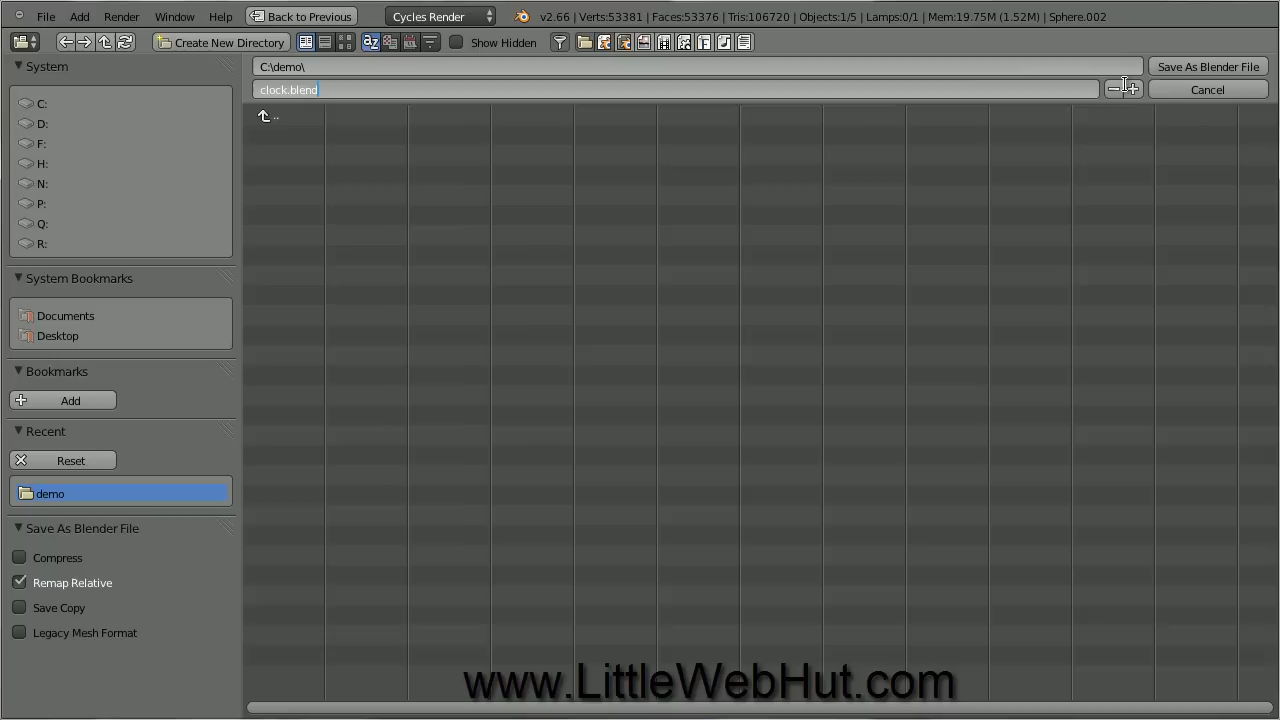 File Add Render Window Help Back to Previous Cycles Render v2.66 | Verts:53381 | Faces:53376 | Tris:106720 | Objects:1/5 | Lamps:0/1 | Mem:19.75M (1.52M) | Sphere.002
Create New Directory Show Hidden
System C:\demo\ Save As Blender File
clock.blend Cancel
C: ..
D:
F:
H:
N:
P:
Q:
R:
System Bookmarks
Documents
Desktop
Bookmarks
Add
Recent
Reset
demo
Save As Blender File
Compress
Remap Relative
Save Copy
Legacy Mesh Format
www.LittleWebHut.com